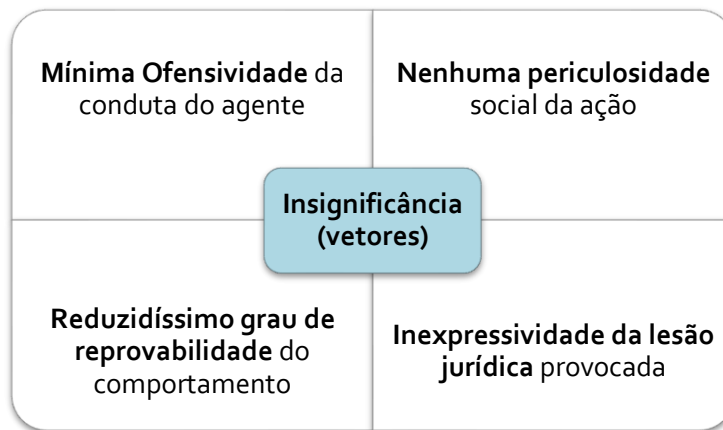 Mínima Ofensividade da
conduta do agente
Nenhuma periculosidade
social da ação
Insignificância
(vetores)
Reduzidíssimo grau de
reprovabilidade do
comportamento
Inexpressividade da lesão
jurídica provocada